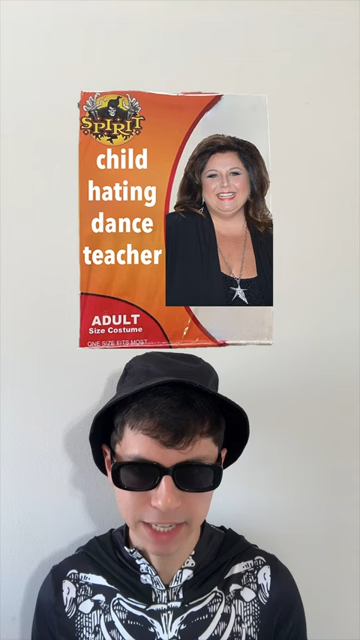 SPIRIT
child
hating
dance
teacher
ADULT
Size Costume
ONE SIZE FITS MOST